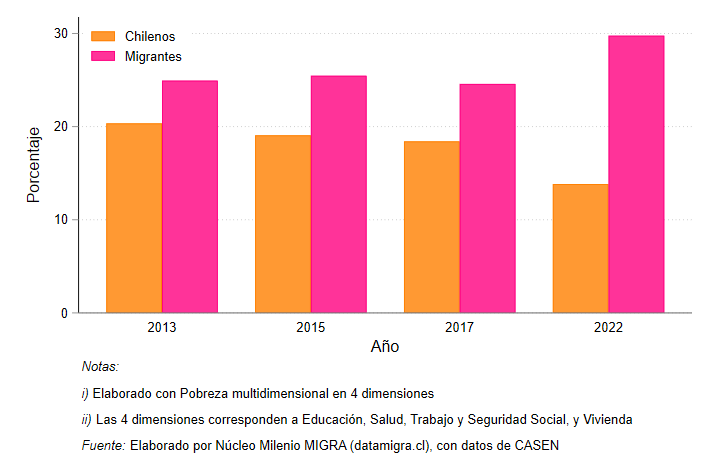 Chilenos
Migrantes
Porcentaje
30
20
10
0
2013 2015 2017 2022
Año
Notas:
i) Elaborado con Pobreza multidimensional en 4 dimensiones
ii) Las 4 dimensiones corresponden a Educación, Salud, Trabajo y Seguridad Social, y Vivienda
Fuente: Elaborado por Núcleo Milenio MIGRA (datamigra.cl), con datos de CASEN